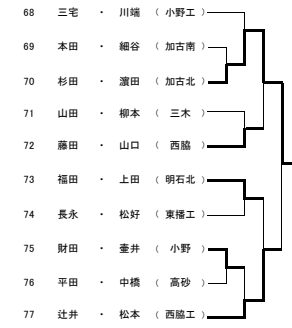 68 三宅 ・ 川端 （ 小野工 ）
69 本田 ・ 細谷 （ 加古南 ）
70 杉田 ・ 濵田 （ 加古北 ）
71 山田 ・ 柳本 （ 三木 ）
72 藤田 ・ 山口 （ 西脇 ）
73 福田 ・ 上田 （ 明石北 ）
74 長永 ・ 松好 （ 東播工 ）
75 財田 ・ 壷井 （ 小野 ）
76 平田 ・ 中橋 （ 高砂 ）
77 辻井 ・ 松本 （ 西脇工 ）